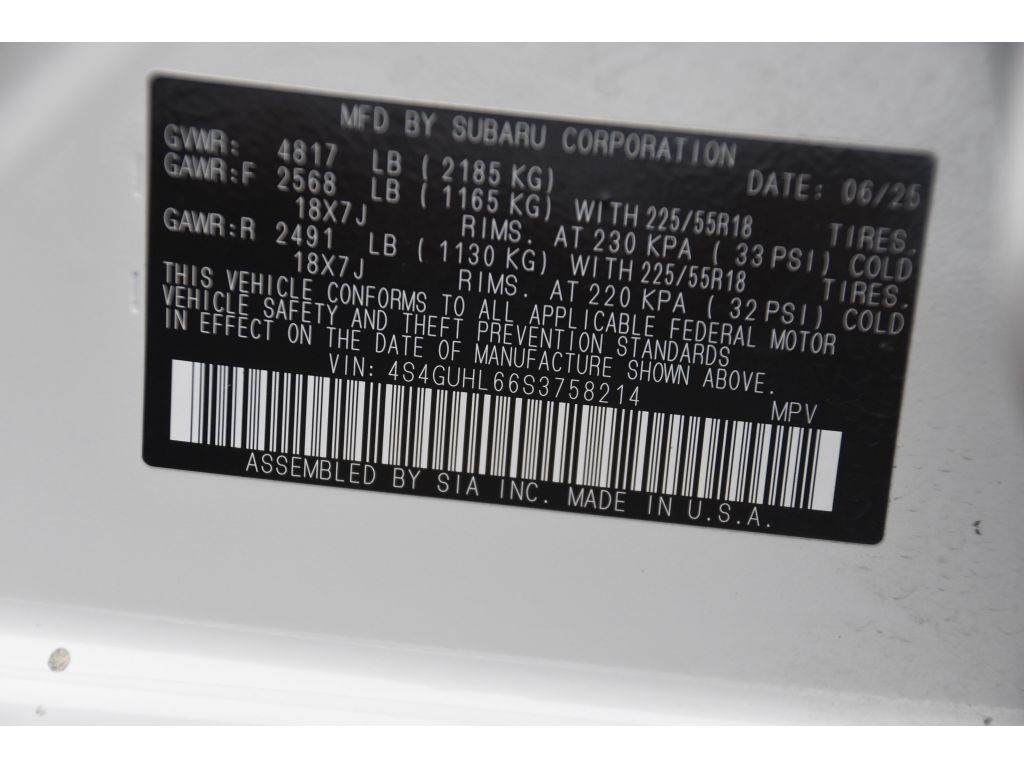 MFD BY SUBARU CORPORATION DATE: 06/25
GVWR: 4817 LB ( 2185 KG)
GAWR:F 2568 LB ( 1165 KG) WITH 225/55R18 TIRES.
18X7J RIMS. AT 230 KPA ( 33 PSI) COLD
GAWR:R 2491 LB ( 1130 KG) WITH 225/55R18 TIRES.
18X7J RIMS. AT 220 KPA ( 32 PSI) COLD
THIS VEHICLE CONFORMS TO ALL APPLICABLE FEDERAL MOTOR
VEHICLE SAFETY AND THEFT PREVENTION STANDARDS
IN EFFECT ON THE DATE OF MANUFACTURE SHOWN ABOVE.
VIN: 4S4GUHL66S3758214 MPV
ASSEMBLED BY SIA INC. MADE IN U.S.A.